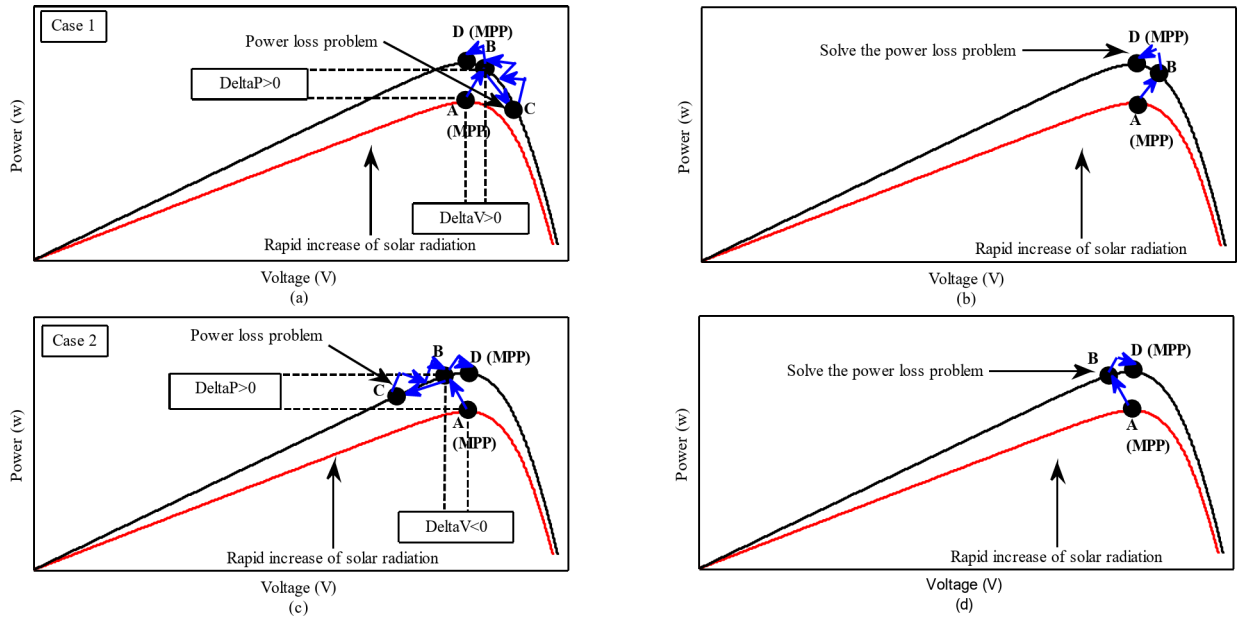 Case 1
D (MPP)
B
Power loss problem
DeltaP>0
A
C
(MPP)
DeltaV>0
Rapid increase of solar radiation
Power (w)
Voltage (V)
(a)
D (MPP)
Solve the power loss problem
B
A
(MPP)
Rapid increase of solar radiation
Power (w)
Voltage (V)
(b)
Case 2
Power loss problem
B
D (MPP)
DeltaP>0
C
A
(MPP)
DeltaV<0
Rapid increase of solar radiation
Power (w)
Voltage (V)
(c)
D (MPP)
B
Solve the power loss problem
A
(MPP)
Rapid increase of solar radiation
Power (w)
Voltage (V)
(d)